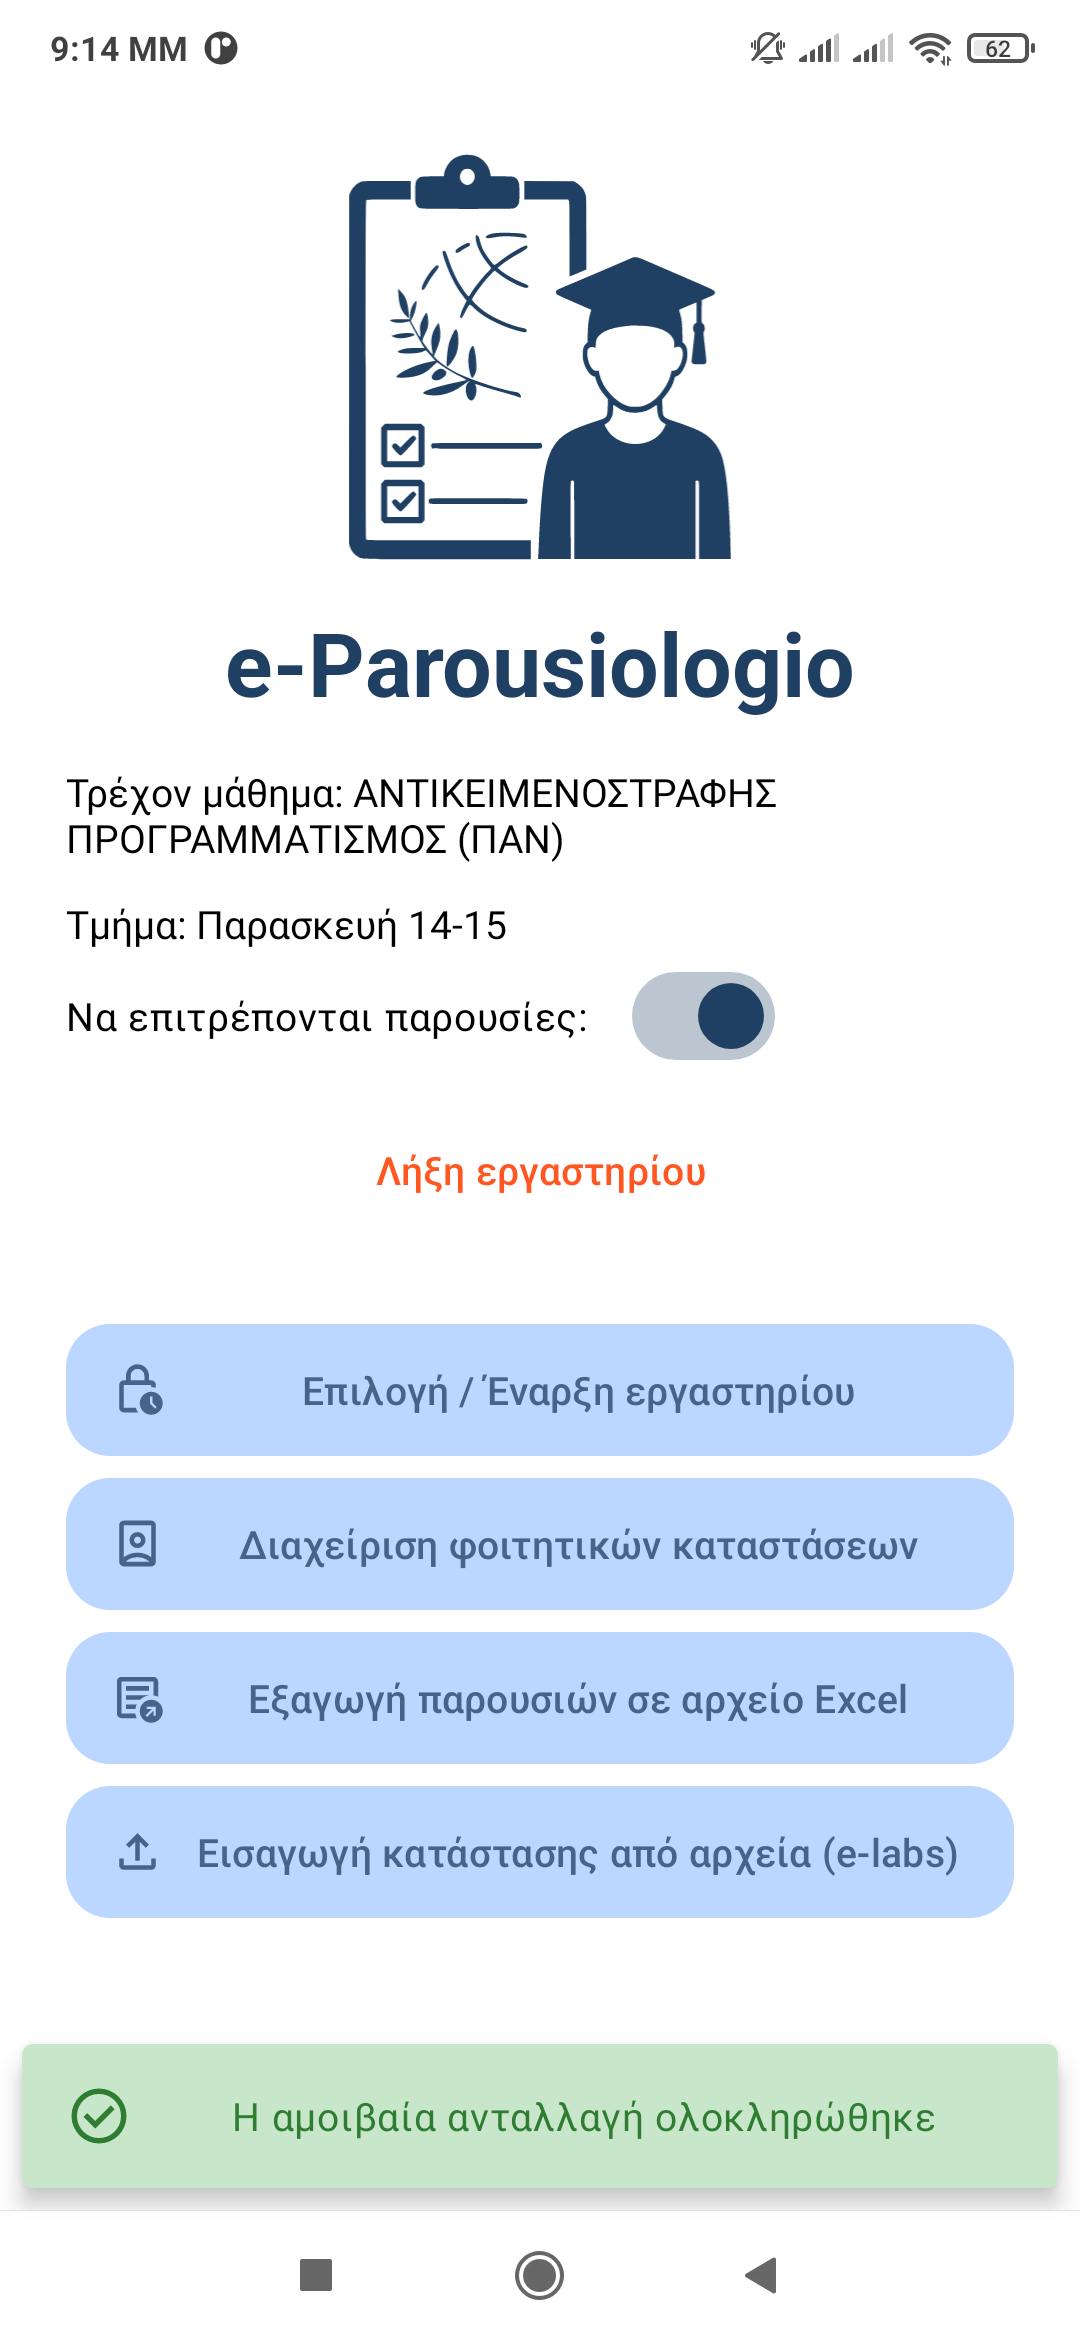 9:14 MM
62
e-Parousiologio
Τρέχον μάθημα: ΑΝΤΙΚΕΙΜΕΝΟΣΤΡΑΦΗΣ
ΠΡΟΓΡΑΜΜΑΤΙΣΜΟΣ (ΠΑΝ)
Τμήμα: Παρασκευή 14-15
Να επιτρέπονται παρουσίες:
Λήξη εργαστηρίου
Επιλογή / Έναρξη εργαστηρίου
Διαχείριση φοιτητικών καταστάσεων
Εξαγωγή παρουσιών σε αρχείο Excel
Εισαγωγή κατάστασης από αρχεία (e-labs)
Η αμοιβαία ανταλλαγή ολοκληρώθηκε